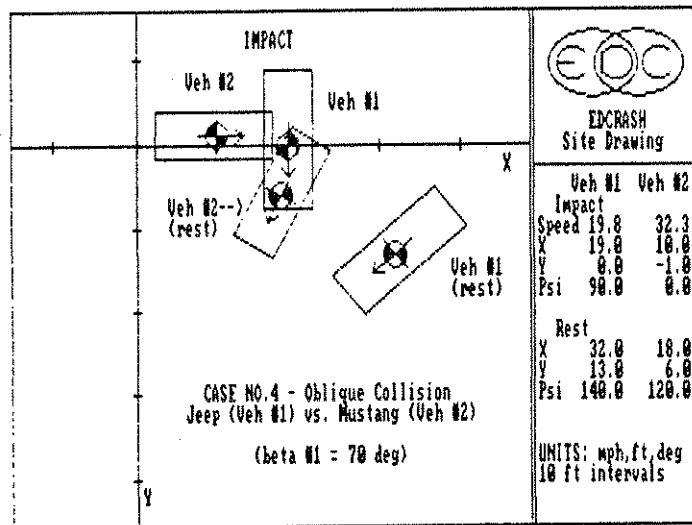 IMPACT
Veh #2
Veh #1
X
Veh #2-->
(rest)
Veh #1
(rest)
CASE NO.4 - Oblique Collision
Jeep (Veh #1) vs. Mustang (Veh #2)
(beta #1 = 70 deg)
Y
EDC
EDCRASH
Site Drawing
Veh #1 Veh #2
Impact
Speed 19.8 32.3
X 19.0 10.0
Y 0.0 -1.0
Psi 90.0 0.0
Rest
X 32.0 18.0
Y 13.0 6.0
Psi 140.0 120.0
UNITS: mph,ft,deg
10 ft intervals